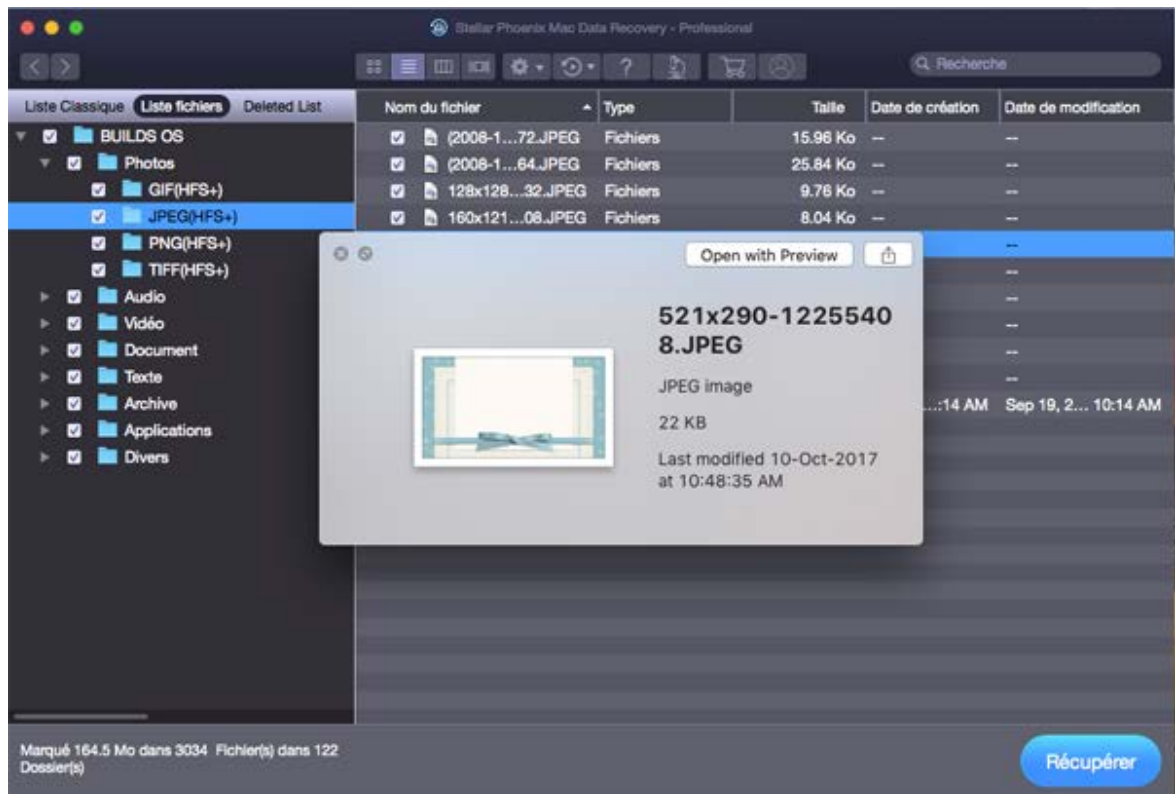 Stellar Phoenix Mac Data Recovery - Professional
Recherche
Liste Classique Liste fichiers Deleted List
Nom du fichier Type Taille Date de création Date de modification
BUILDS OS
Photos
GIF(HFS+)
JPEG(HFS+)
PNG(HFS+)
TIFF(HFS+)
Audio
Vidéo
Document
Texte
Archive
Applications
Divers
(2008-1...72.JPEG Fichiers 15.96 Ko -- --
(2008-1...64.JPEG Fichiers 25.84 Ko -- --
128x128...32.JPEG Fichiers 9.76 Ko -- --
160x121...08.JPEG Fichiers 8.04 Ko -- --
--
--
--
--
--
--
...:14 AM Sep 19, 2... 10:14 AM
Open with Preview
521x290-1225540
8.JPEG
JPEG image
22 KB
Last modified 10-Oct-2017
at 10:48:35 AM
Marqué 164.5 Mo dans 3034 Fichier(s) dans 122
Dossier(s)
Récupérer